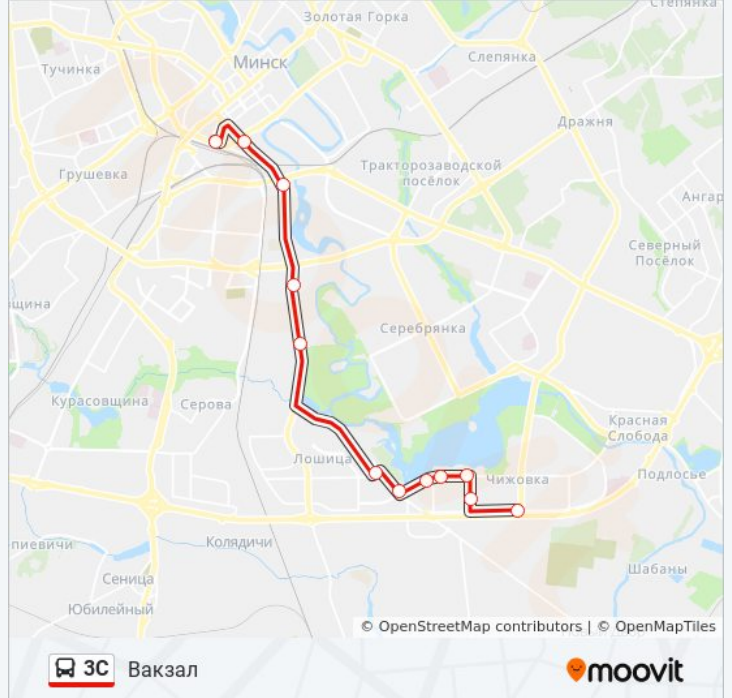 Степянка
Золотая Горка
Минск
Слепянка
Тучинка
Дражня
Грушевка
Тракторозаводской
посёлок
Ангар
Северный
Посёлок
щина
Серебрянка
Курасовщина
Серова
Красная
Слобода
Лошица
Чижовка
Подлосье
пиевичи
Колядичи
Сеница
Шабаны
Юбилейный
© OpenStreetMap contributors | © OpenMapTiles
3С Вокзал
moovit